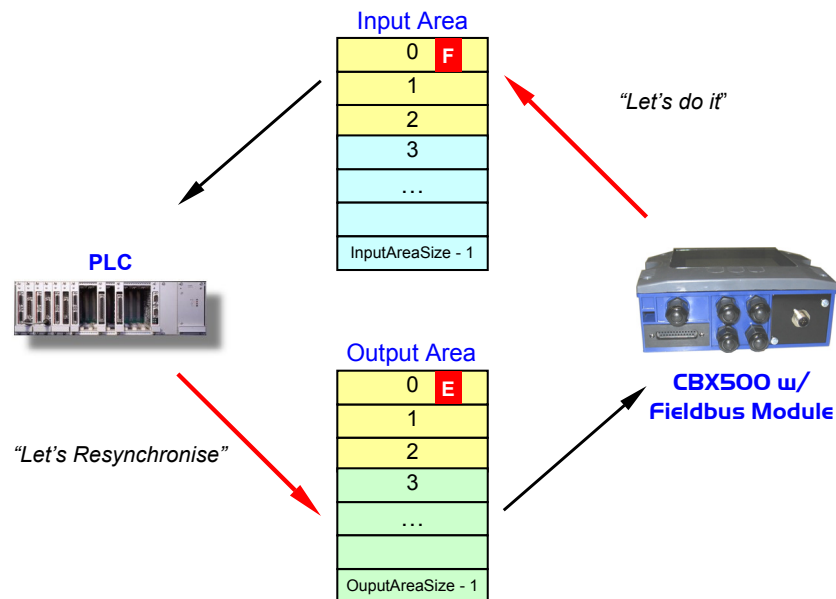 Input Area
0 F
1
2
3
...
InputAreaSize - 1
“Let’s do it”
PLC
CBX500 w/
Fieldbus Module
Output Area
0 E
1
2
3
...
OuputAreaSize - 1
“Let’s Resynchronise”